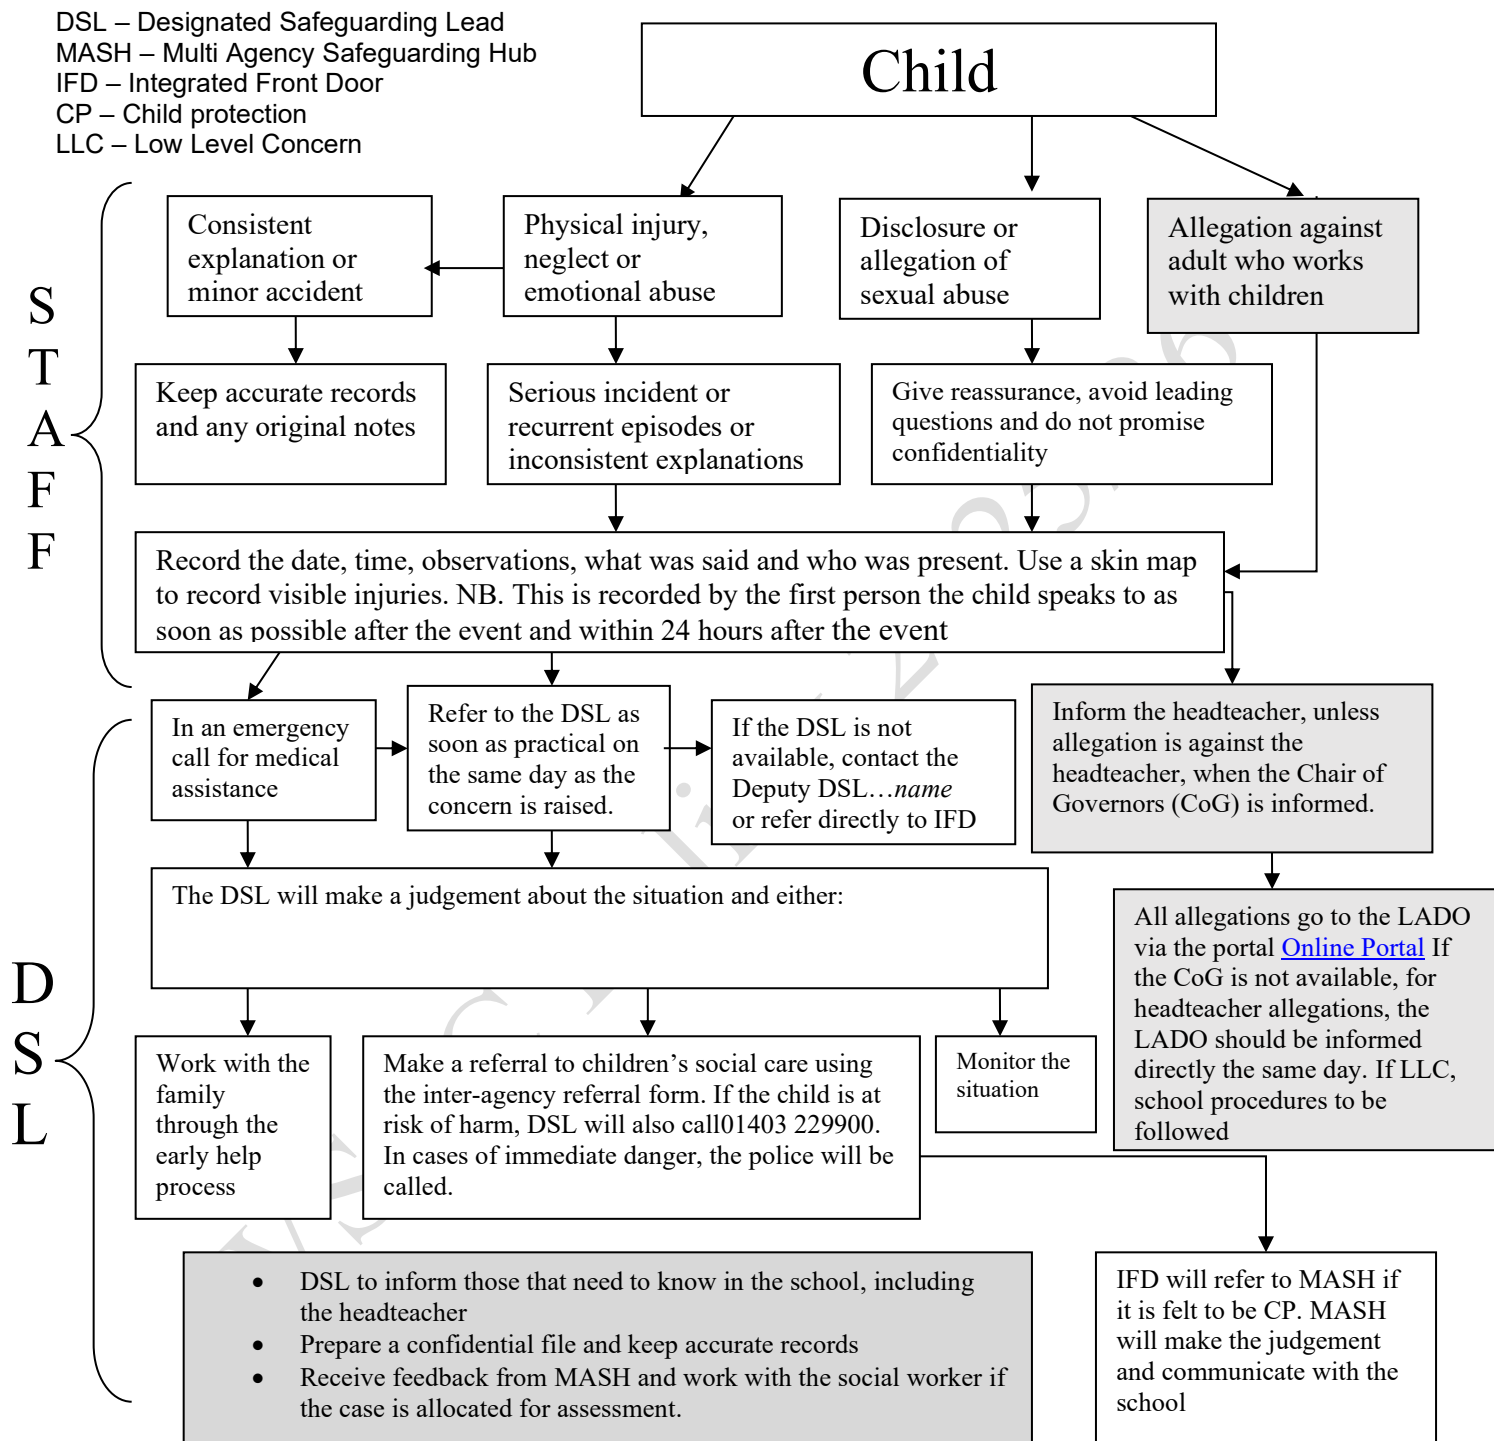 DSL – Designated Safeguarding Lead
MASH – Multi Agency Safeguarding Hub
IFD – Integrated Front Door
CP – Child protection
LLC – Low Level Concern
Child
S
T
A
F
F
Consistent
explanation or
minor accident
Physical injury,
neglect or
emotional abuse
Disclosure or
allegation of
sexual abuse
Allegation against
adult who works
with children
Keep accurate records
and any original notes
Serious incident or
recurrent episodes or
inconsistent explanations
Give reassurance, avoid leading
questions and do not promise
confidentiality
Record the date, time, observations, what was said and who was present. Use a skin map
to record visible injuries. NB. This is recorded by the first person the child speaks to as
soon as possible after the event and within 24 hours after the event
D
S
L
In an emergency
call for medical
assistance
Refer to the DSL as
soon as practical on
the same day as the
concern is raised.
If the DSL is not
available, contact the
Deputy DSL…name
or refer directly to IFD
Inform the headteacher, unless
allegation is against the
headteacher, when the Chair of
Governors (CoG) is informed.
The DSL will make a judgement about the situation and either:
All allegations go to the LADO
via the portal Online Portal If
the CoG is not available, for
headteacher allegations, the
LADO should be informed
directly the same day. If LLC,
school procedures to be
followed
Work with the
family
through the
early help
process
Make a referral to children’s social care using
the inter-agency referral form. If the child is at
risk of harm, DSL will also call01403 229900.
In cases of immediate danger, the police will be
called.
Monitor the
situation
• DSL to inform those that need to know in the school, including
the headteacher
• Prepare a confidential file and keep accurate records
• Receive feedback from MASH and work with the social worker if
the case is allocated for assessment.
IFD will refer to MASH if
it is felt to be CP. MASH
will make the judgement
and communicate with the
school